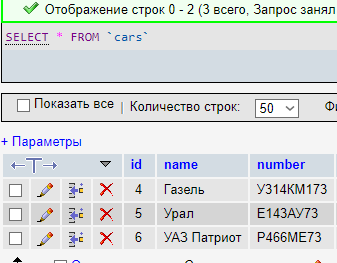 Отображение строк 0 - 2 (3 всего, Запрос занял
SELECT * FROM `cars`
Показать все | Количество строк: 50
+ Параметры
id name number
4 Газель У314КМ173
5 Урал Е143АУ73
6 УАЗ Патриот Р466МЕ73